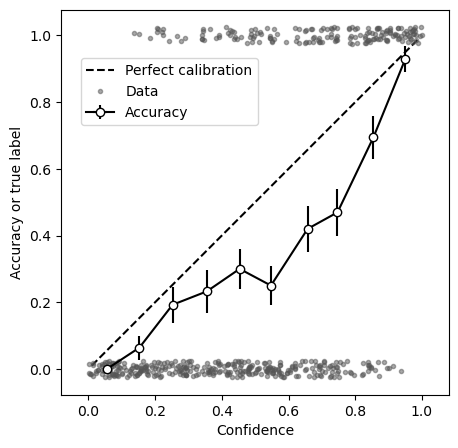 1.0
0.8
0.6
0.4
0.2
0.0
Accuracy or true label
Perfect calibration
Data
Accuracy
0.0 0.2 0.4 0.6 0.8 1.0
Confidence